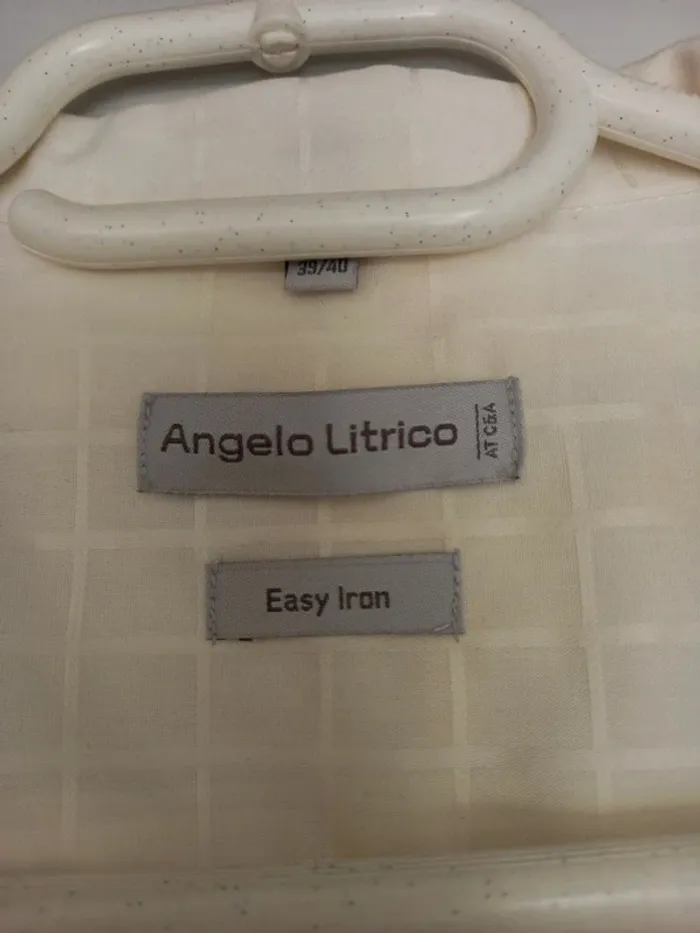 39/40
Angelo Litrico
AT C&A
Easy Iron